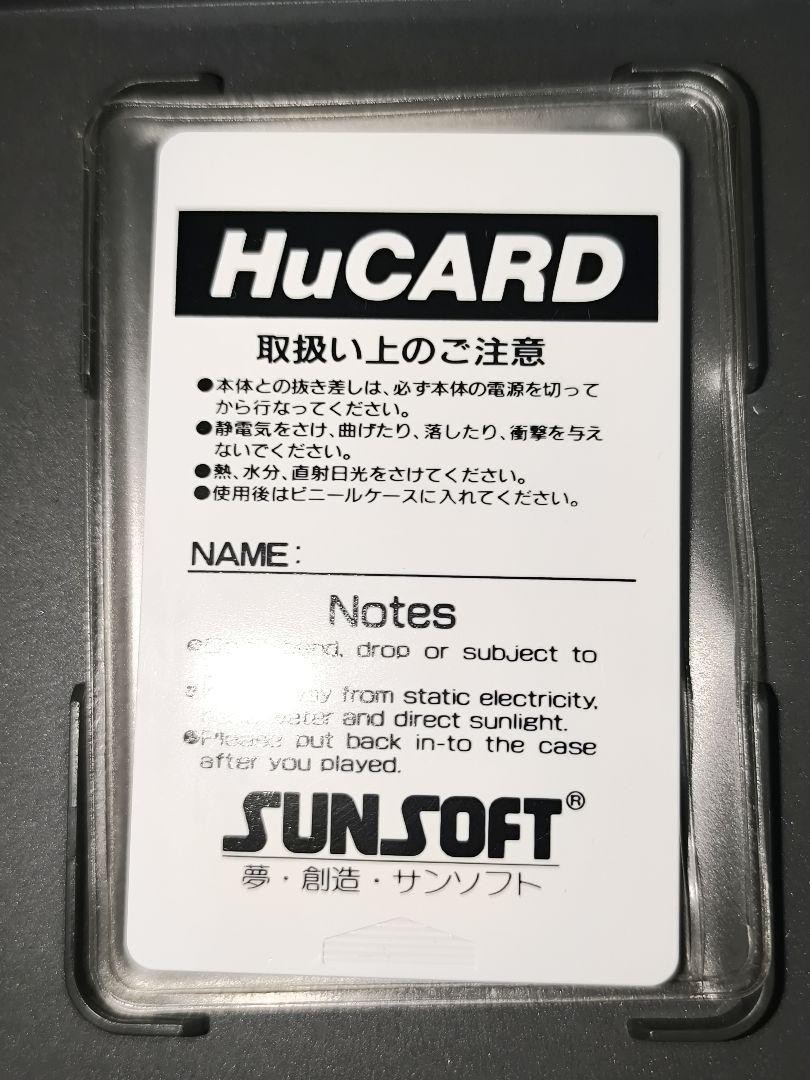 HuCARD
取扱い上のご注意
●本体との抜き差しは、必ず本体の電源を切って
から行なってください。
●静電気をさけ、曲げたり、落したり、衝撃を与え
ないでください。
●熱、水分、直射日光をさけてください。
●使用後はビニールケースに入れてください。
NAME:
Notes
bend, drop or subject to
from static electricity,
water and direct sunlight.
●Please put back in-to the case
after you played.
SUNSOFT®
夢・創造・サンソフト